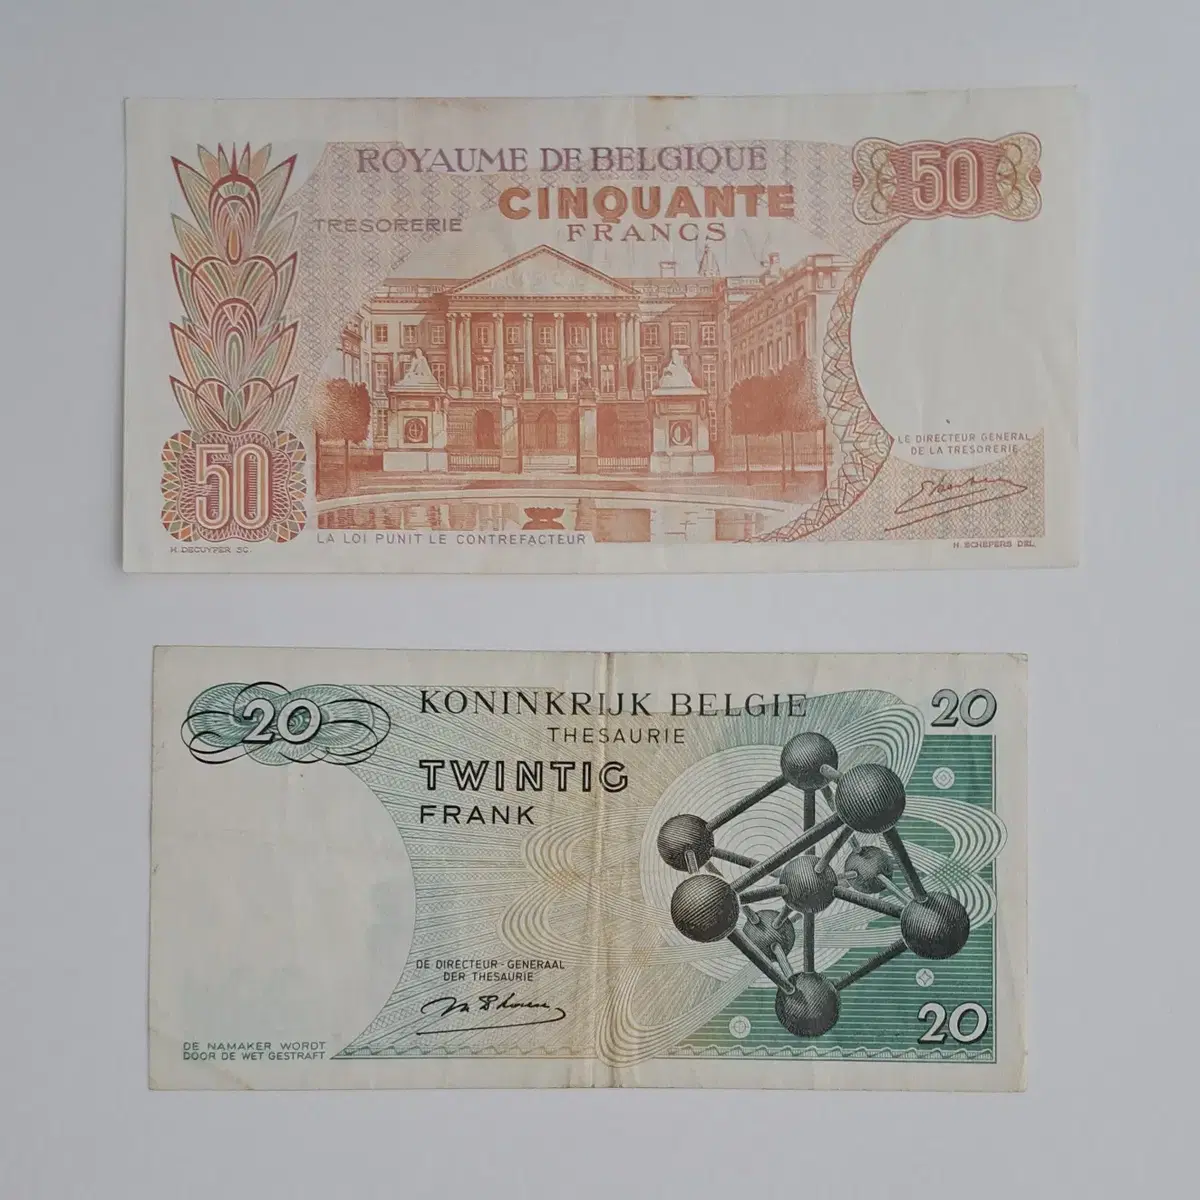 ROYAUME DE BELGIQUE
50
CINQUANTE
TRESORERIE
FRANCS
LE DIRECTEUR GENERAL
DE LA TRESORERIE
50
LA LOI PUNIT LE CONTREFACTEUR
H. DECUYPER SC.
H. SCHEPERS DEL.
20
KONINKRIJK BELGIE
20
THESAURIE
TWINTIG
FRANK
DE DIRECTEUR-GENERAAL
DER THESAURIE
20
DE NAMAKER WORDT
DOOR DE WET GESTRAFT